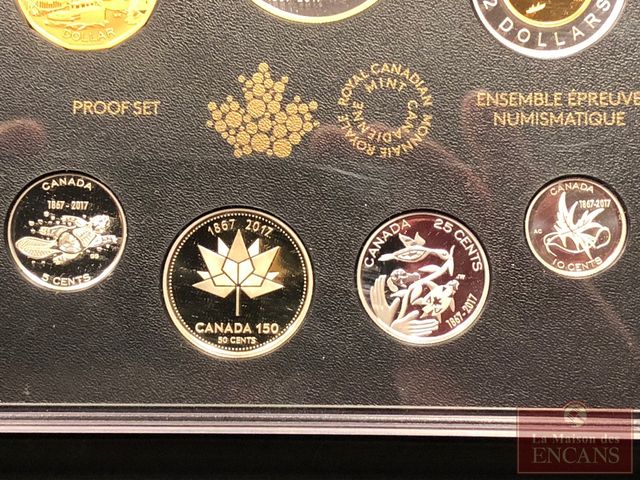 DOLLAR
2 DOLLARS
PROOF SET
ROYAL CANADIAN MINT
MONNAIE ROYALE CANADIENNE
ENSEMBLE ÉPREUVE
NUMISMATIQUE
CANADA
1867-2017
5 CENTS
1867 2017
CANADA 150
50 CENTS
CANADA
25 CENTS
1867-2017
CANADA
1867-2017
AG
10 CENTS
La Maison des
ENCANS